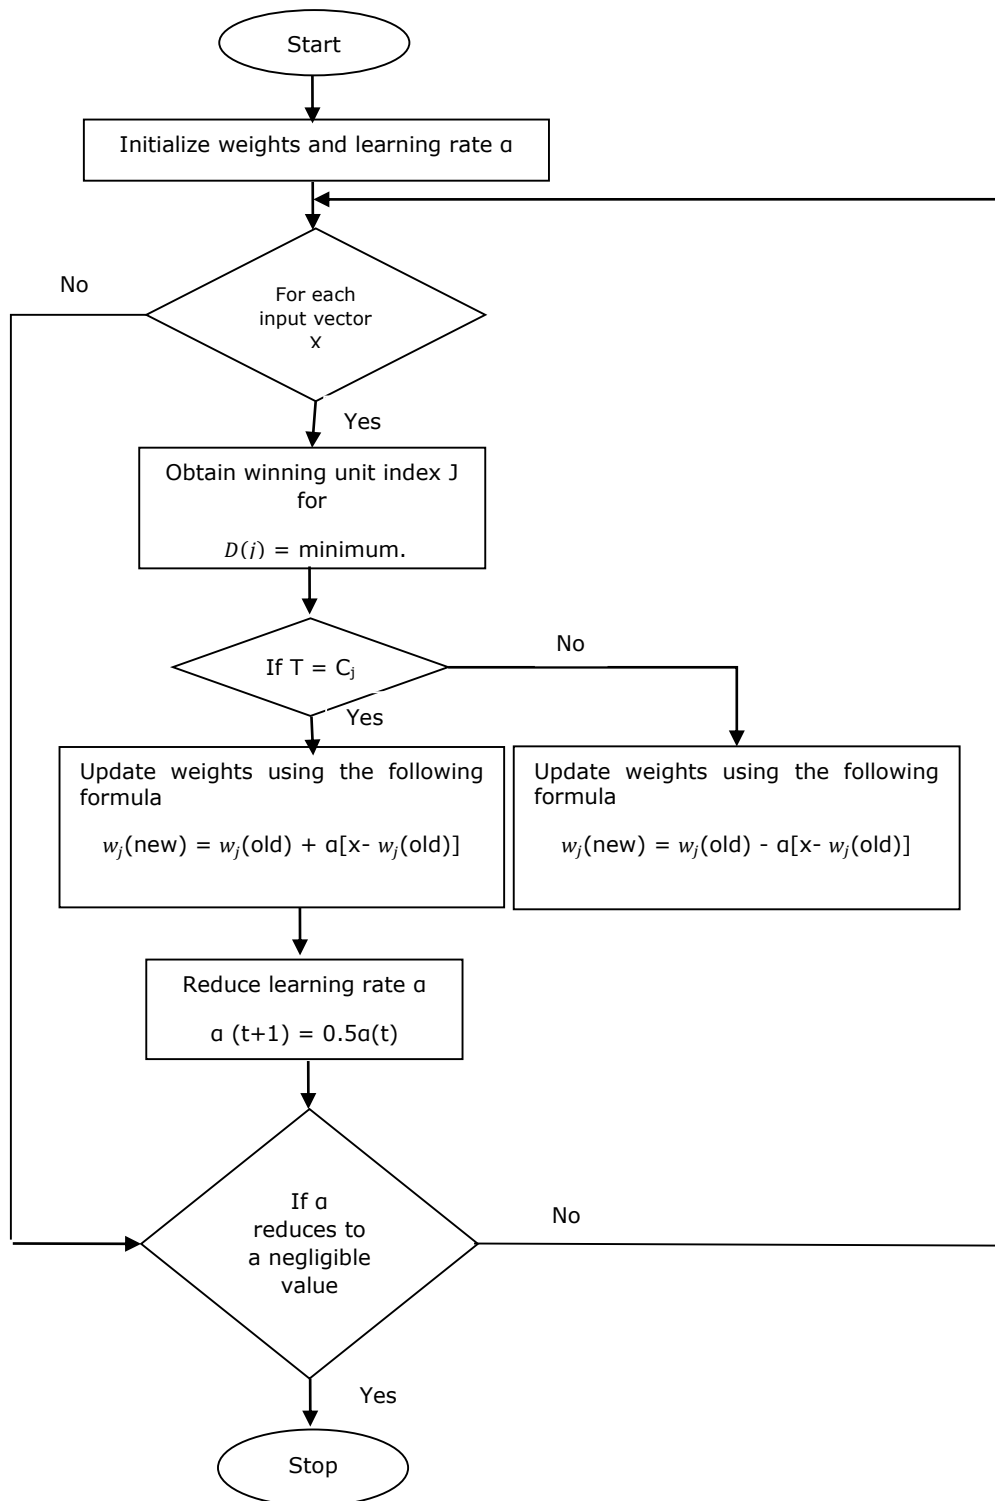 Start
Initialize weights and learning rate ɑ
No
For each
input vector
x
Yes
Obtain winning unit index J
for
D(j) = minimum.
If T = Cⱼ
No
Yes
Update weights using the following
formula
wⱼ(new) = wⱼ(old) + ɑ[x- wⱼ(old)]
Update weights using the following
formula
wⱼ(new) = wⱼ(old) - ɑ[x- wⱼ(old)]
Reduce learning rate ɑ
ɑ (t+1) = 0.5ɑ(t)
If ɑ
reduces to
a negligible
value
No
Yes
Stop